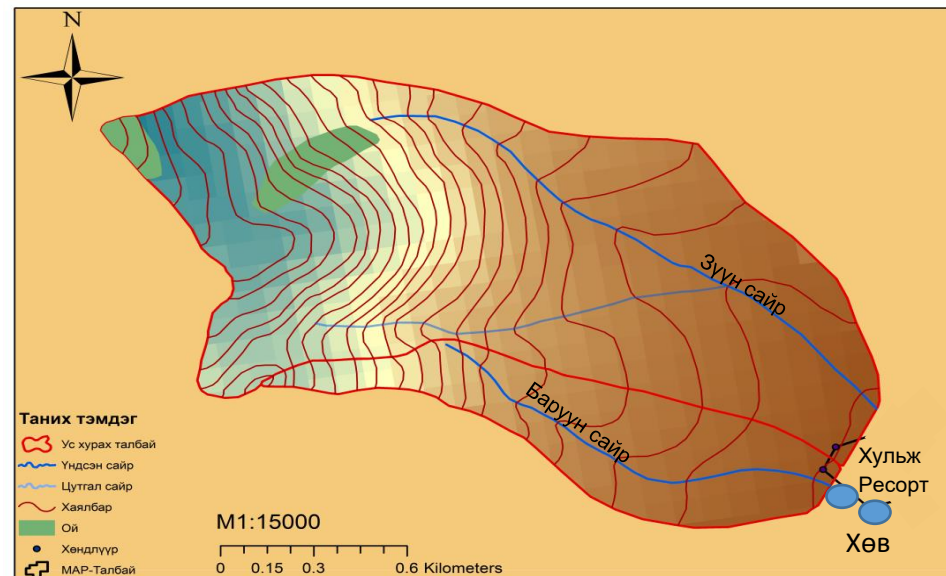 N
Зүүн сайр
Баруун сайр
Хульж
Ресорт
Хөв
Таних тэмдэг
Ус хурах талбай
Үндсэн сайр
Цутгал сайр
Хаялбар
Ой
Хөндлүүр
МАР-Талбай
М1:15000
0 0.15 0.3 0.6 Kilometers